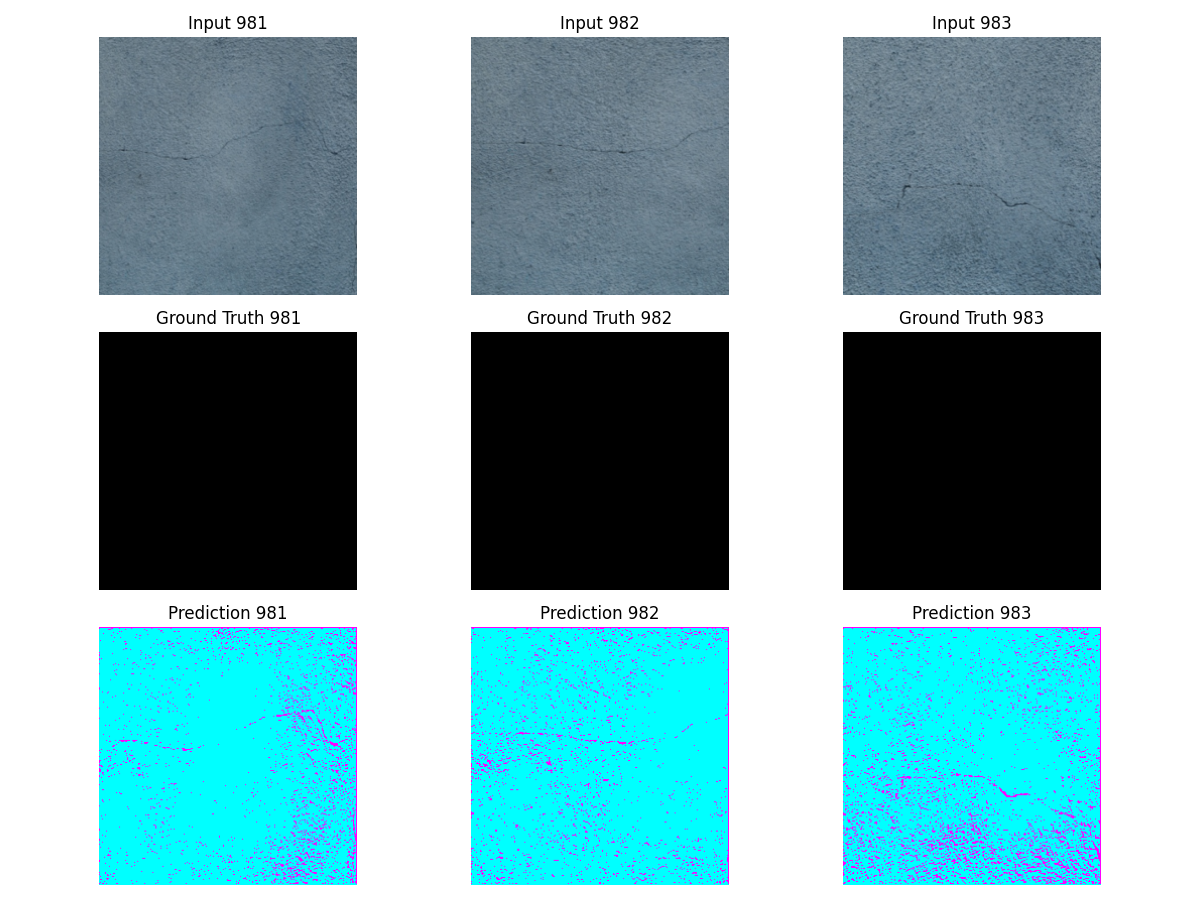 Input 981
Input 982
Input 983
Ground Truth 981
Ground Truth 982
Ground Truth 983
Prediction 981
Prediction 982
Prediction 983